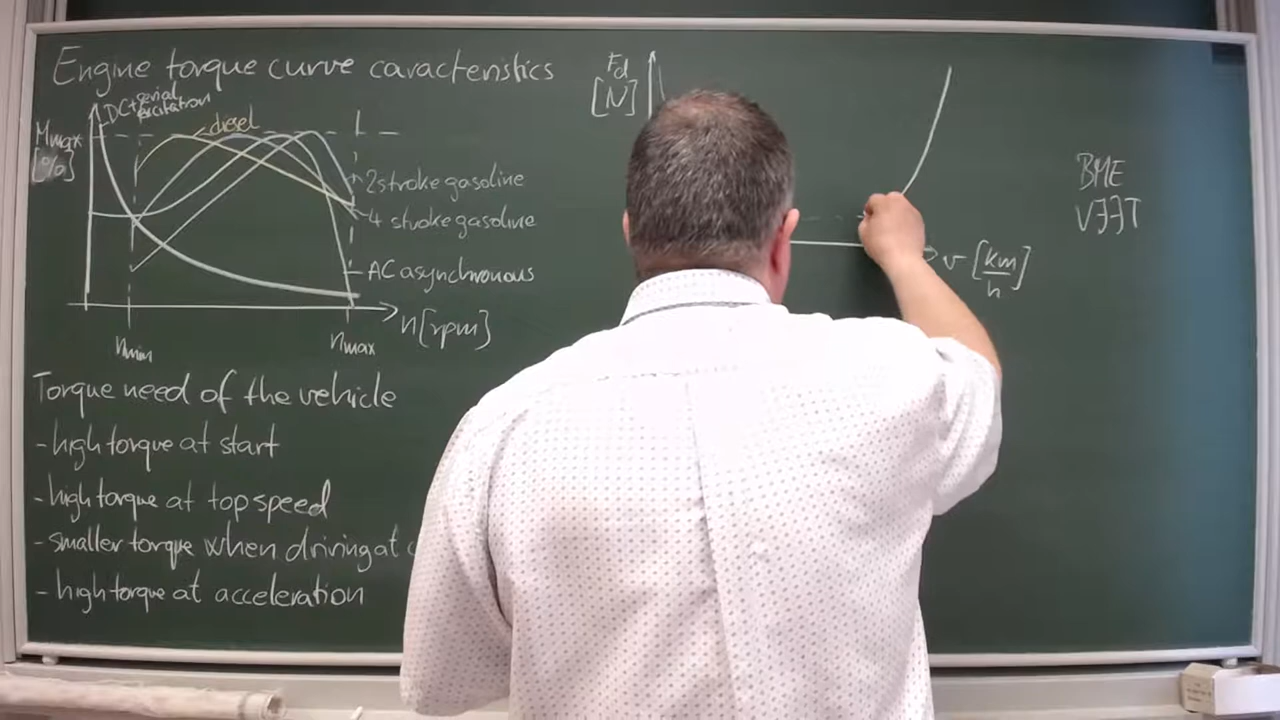 Engine torque curve caracteristics
DC + serial
excitation
diesel
Mmax
[%]
2 stroke gasoline
4 stroke gasoline
AC asynchronous
n [rpm]
nmin
nmax
Torque need of the vehicle
- high torque at start
- high torque at top speed
- smaller torque when driving at
- high torque at acceleration
Fd
[N]
v [km/h]
BME
VJJT